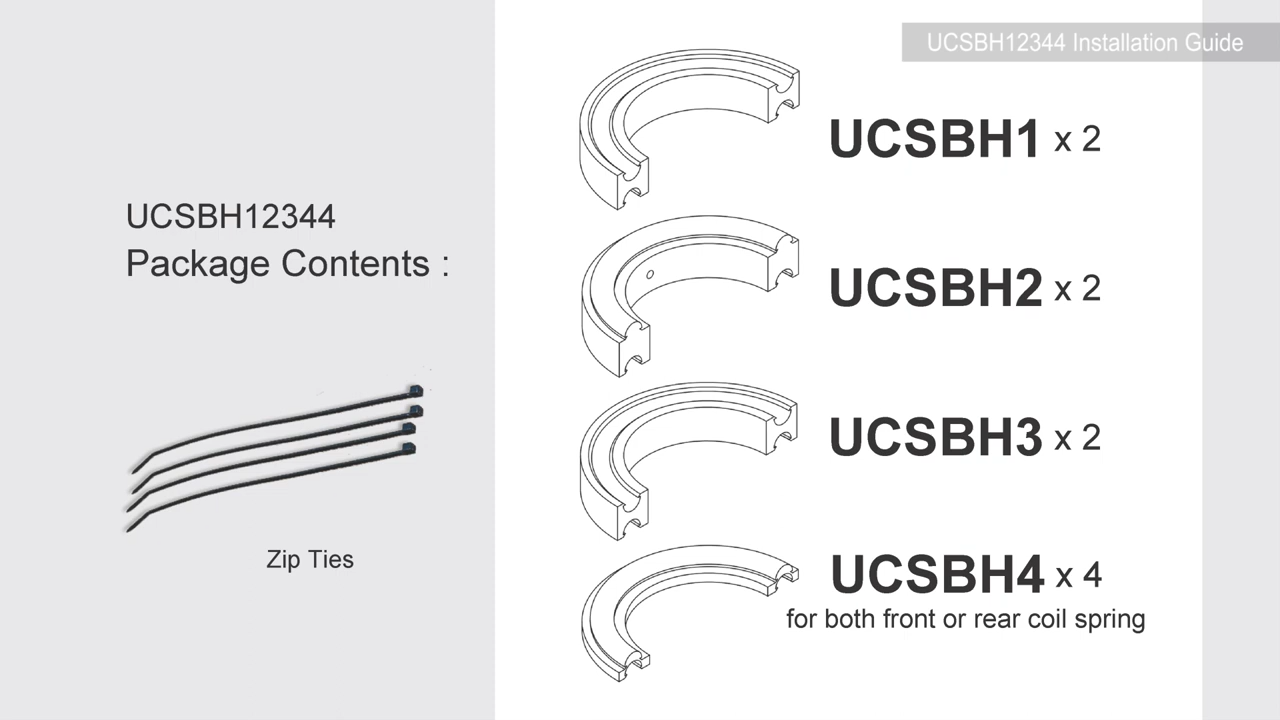 UCSBH12344 Installation Guide
UCSBH12344
Package Contents :
Zip Ties
UCSBH1 x 2
UCSBH2 x 2
UCSBH3 x 2
UCSBH4 x 4
for both front or rear coil spring